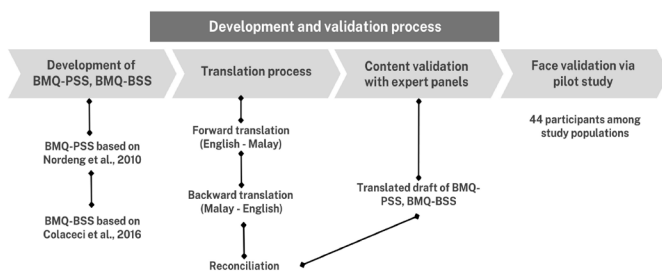 Development and validation process
Development of
BMQ-PSS, BMQ-BSS
Translation process
Content validation
with expert panels
Face validation via
pilot study
BMQ-PSS based on
Nordeng et al., 2010
BMQ-BSS based on
Colaceci et al., 2016
Forward translation
(English - Malay)
Backward translation
(Malay - English)
Reconciliation
Translated draft of BMQ-
PSS, BMQ-BSS
44 participants among
study populations